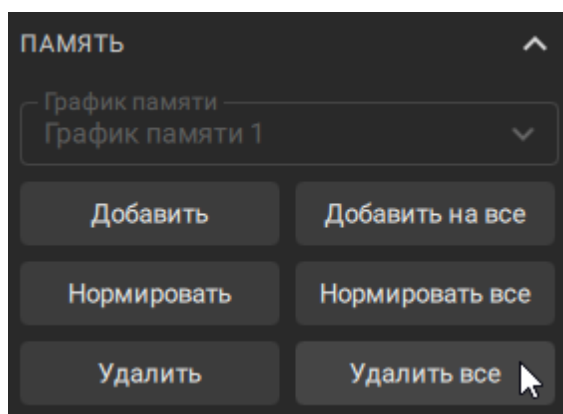 ПАМЯТЬ
График памяти
График памяти 1
Добавить
Добавить на все
Нормировать
Нормировать все
Удалить
Удалить все